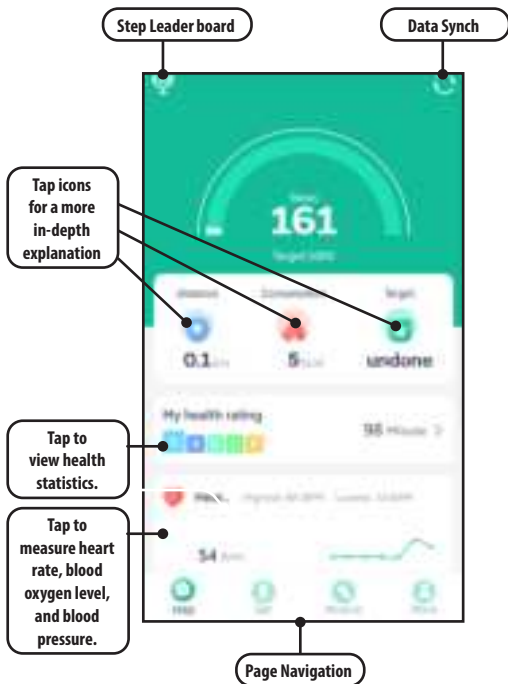 Step Leader board
Data Synch
Tap icons
for a more
in-depth
explanation
161
0.1
5
undone
My health rating
98
Tap to
view health
statistics.
54
Tap to
measure heart
rate, blood
oxygen level,
and blood
pressure.
Page Navigation